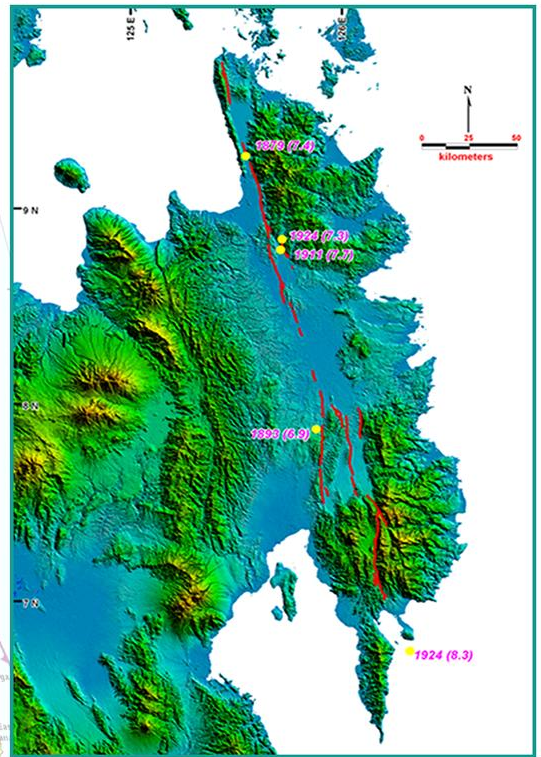 125 E
126 E
N
0 25 50
kilometers
1879 (7.4)
9 N
1924 (7.3)
1911 (7.7)
8 N
1893 (6.9)
7 N
1924 (8.3)